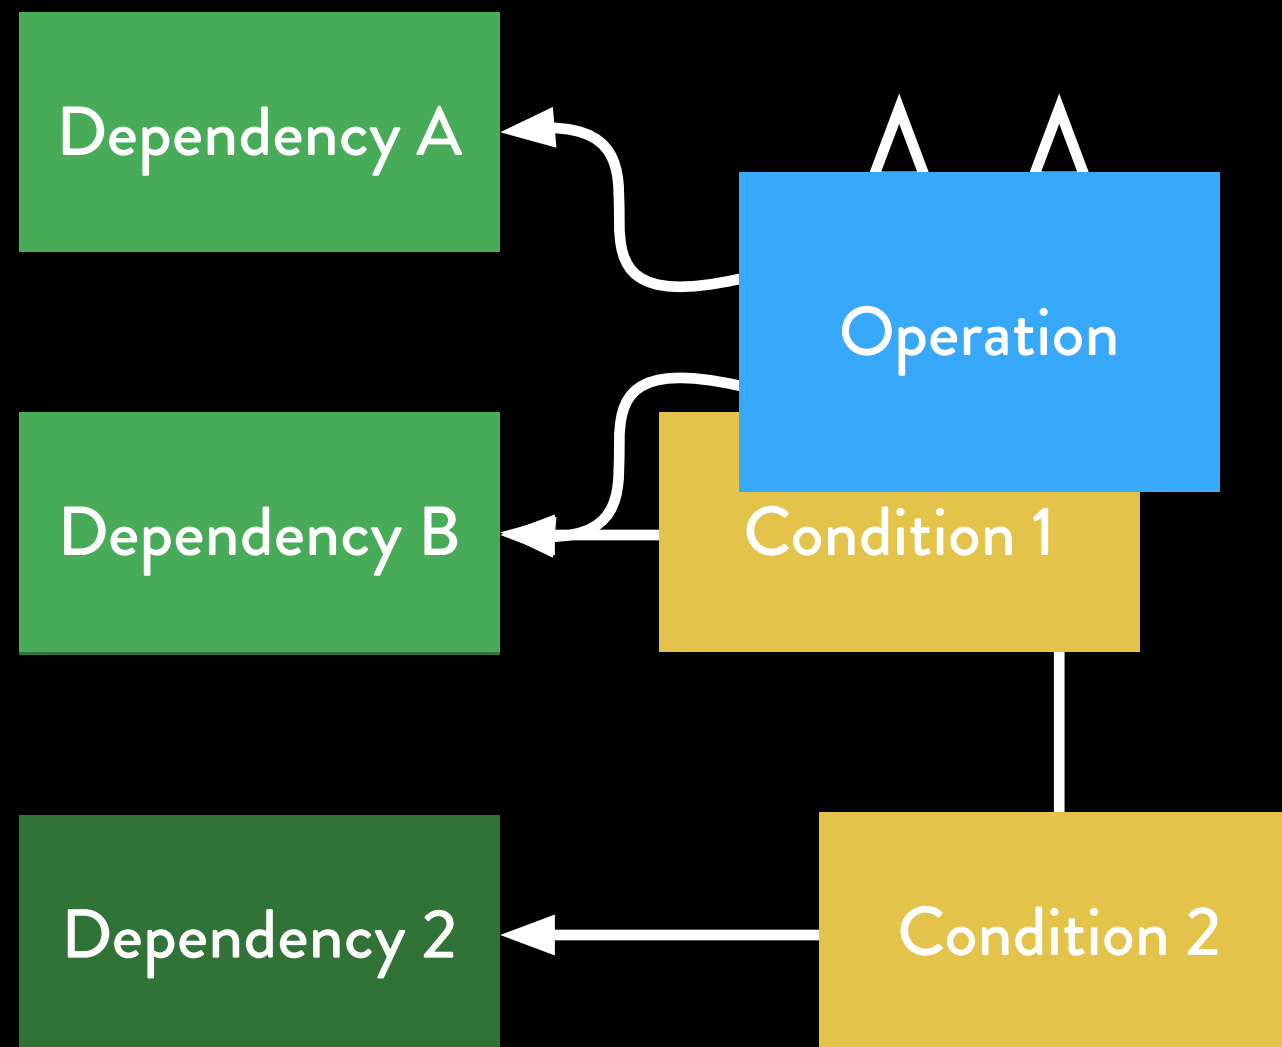 Dependency A
Operation
Dependency B
Condition 1
Dependency 2
Condition 2